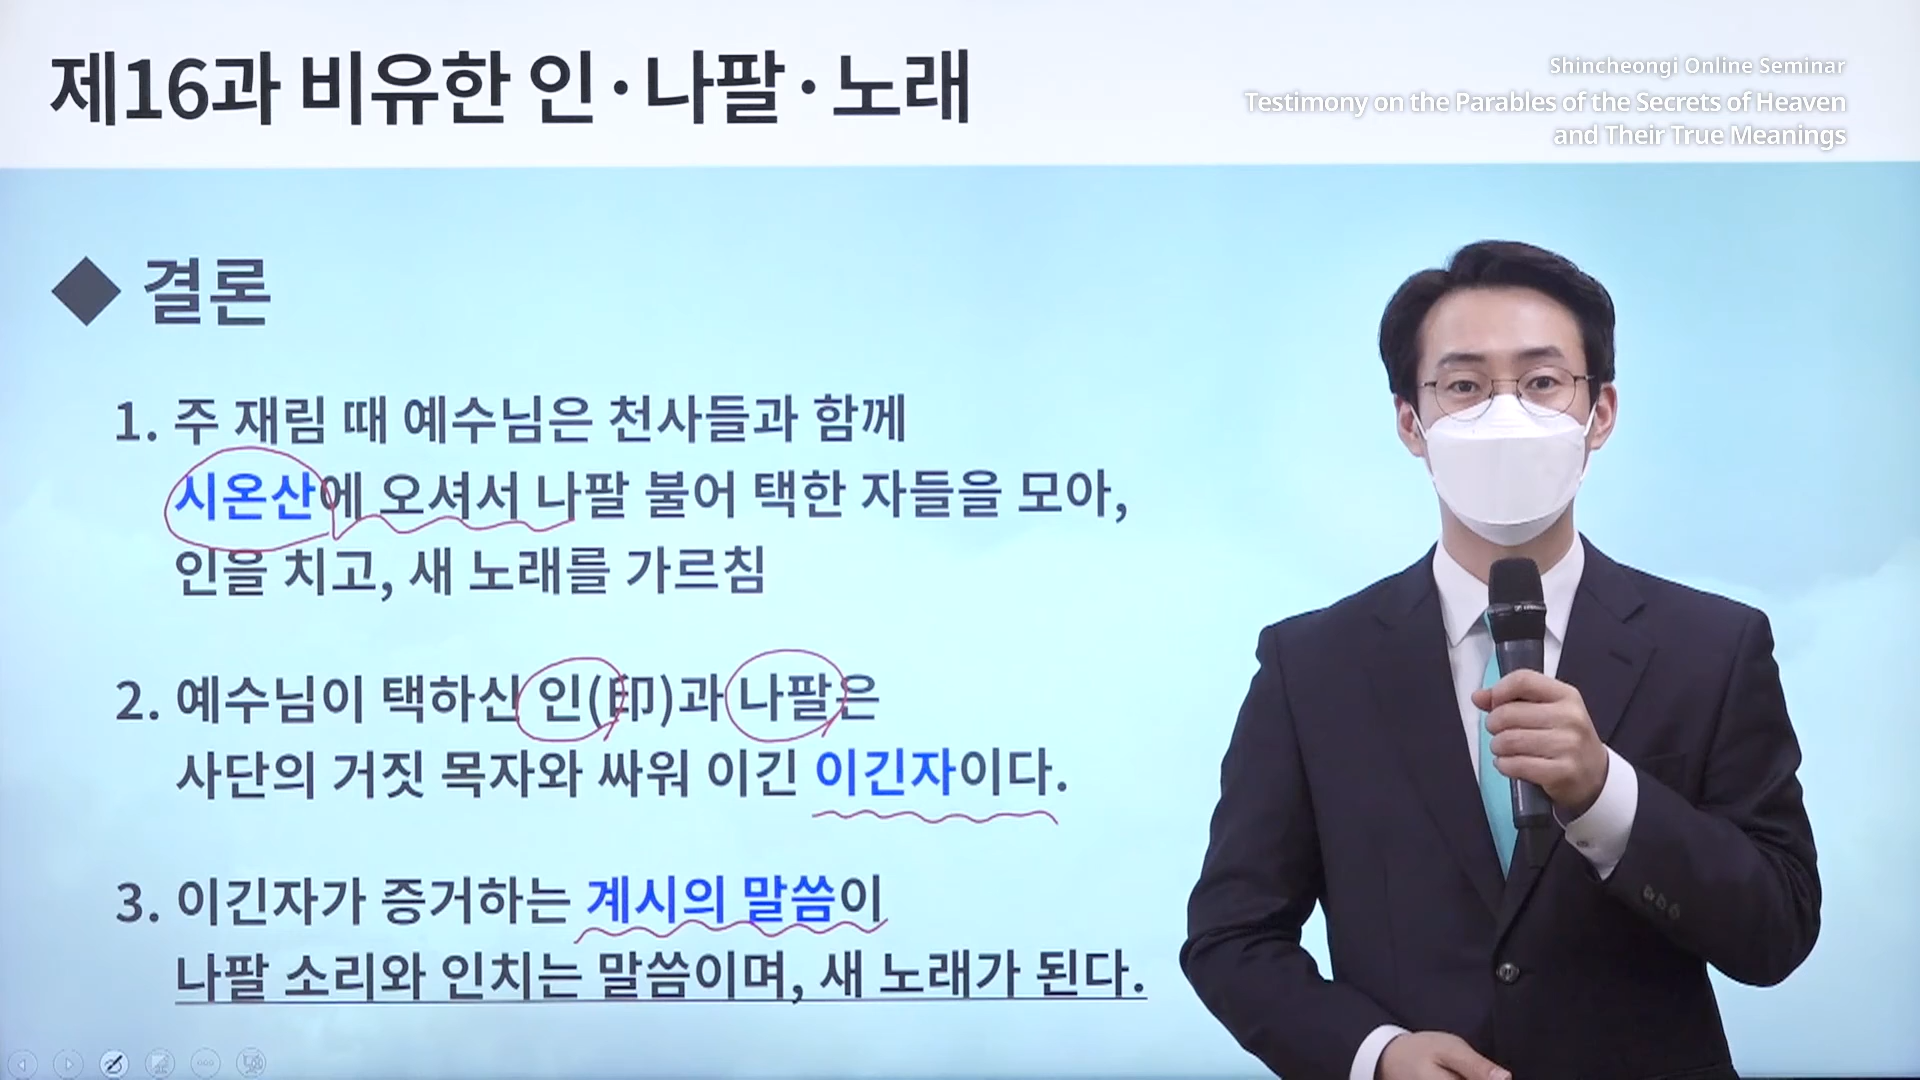 제16과 비유한 인·나팔·노래
Shincheongi Online Seminar
Testimony on the Parables of the Secrets of Heaven
and Their True Meanings
◆ 결론
1. 주 재림 때 예수님은 천사들과 함께
시온산에 오셔서 나팔 불어 택한 자들을 모아,
인을 치고, 새 노래를 가르침
2. 예수님이 택하신 인(印)과 나팔은
사단의 거짓 목자와 싸워 이긴 이긴자이다.
3. 이긴자가 증거하는 계시의 말씀이
나팔 소리와 인치는 말씀이며, 새 노래가 된다.